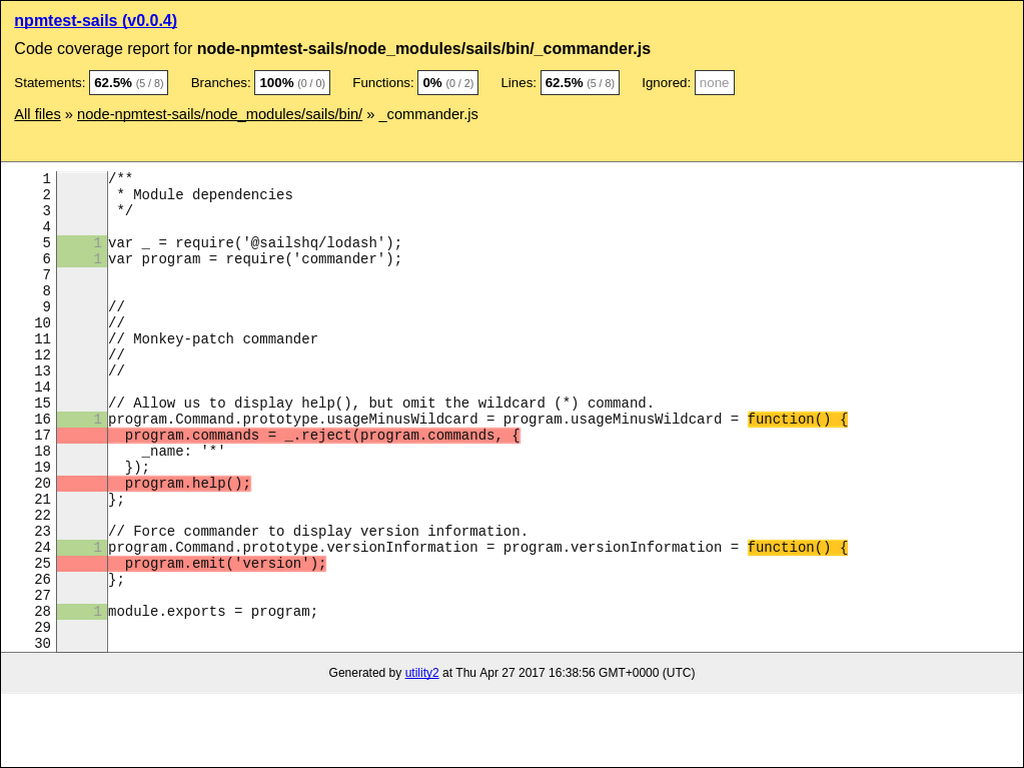 npmtest-sails (v0.0.4)
Code coverage report for node-npmtest-sails/node_modules/sails/bin/_commander.js
Statements: 62.5% (5 / 8) Branches: 100% (0 / 0) Functions: 0% (0 / 2) Lines: 62.5% (5 / 8) Ignored: none
All files » node-npmtest-sails/node_modules/sails/bin/ » _commander.js
1 /**
2  * Module dependencies
3  */
4
5 1 var _ = require('@sailshq/lodash');
6 1 var program = require('commander');
7
8
9 //
10 //
11 // Monkey-patch commander
12 //
13 //
14
15 // Allow us to display help(), but omit the wildcard (*) command.
16 1 program.Command.prototype.usageMinusWildcard = program.usageMinusWildcard = function() {
17   program.commands = _.reject(program.commands, {
18     _name: '*'
19   });
20   program.help();
21 };
22
23 // Force commander to display version information.
24 1 program.Command.prototype.versionInformation = program.versionInformation = function() {
25   program.emit('version');
26 };
27
28 1 module.exports = program;
29
30
Generated by utility2 at Thu Apr 27 2017 16:38:56 GMT+0000 (UTC)